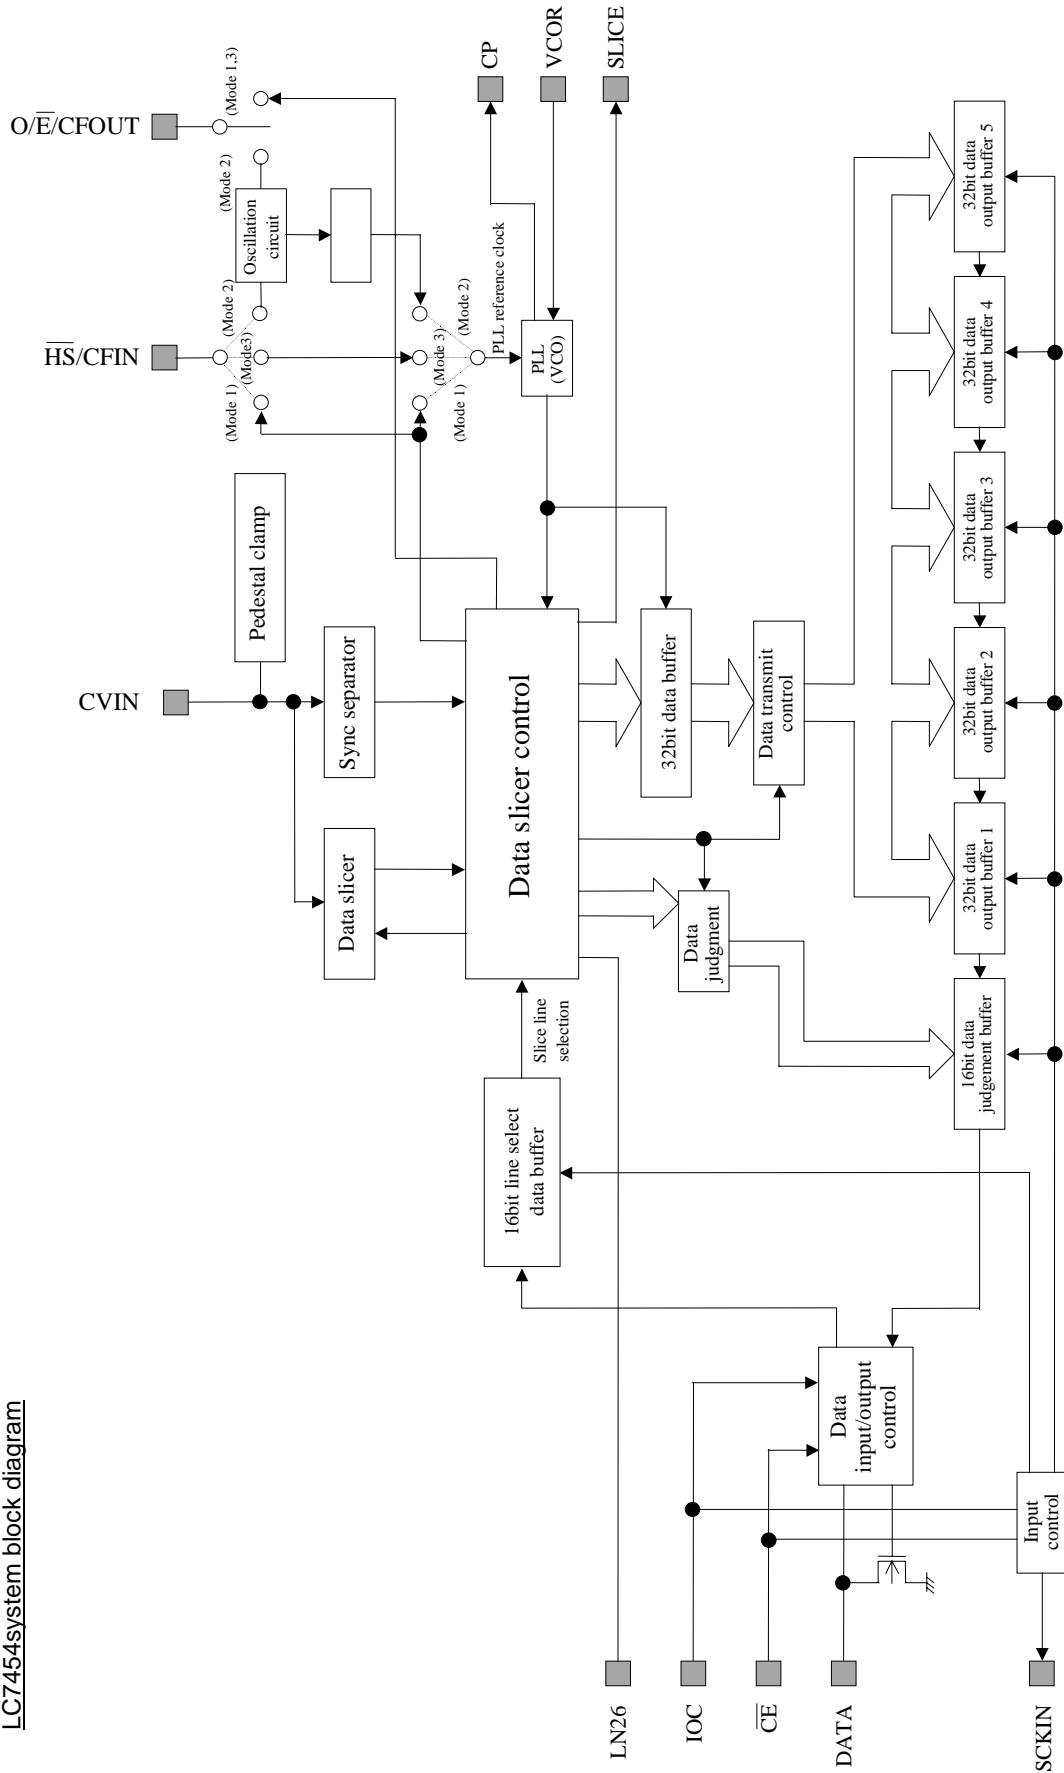 LC7454system block diagram
O/E/CFOUT
HS/CFIN
CVIN
CP
VCOR
SLICE
(Mode 1,3)
(Mode 2)
Oscillation
circuit
(Mode 2)
(Mode3)
(Mode 1)
(Mode 2)
(Mode 3)
(Mode 1)
PLL reference clock
PLL
(VCO)
Pedestal clamp
Sync separator
Data slicer
Data slicer control
32bit data buffer
Data transmit
control
Data
judgment
Slice line
selection
16bit line select
data buffer
32bit data
output buffer 5
32bit data
output buffer 4
32bit data
output buffer 3
32bit data
output buffer 2
32bit data
output buffer 1
16bit data
judgement buffer
Data
input/output
control
Input
control
LN26
IOC
CE
DATA
SCKIN